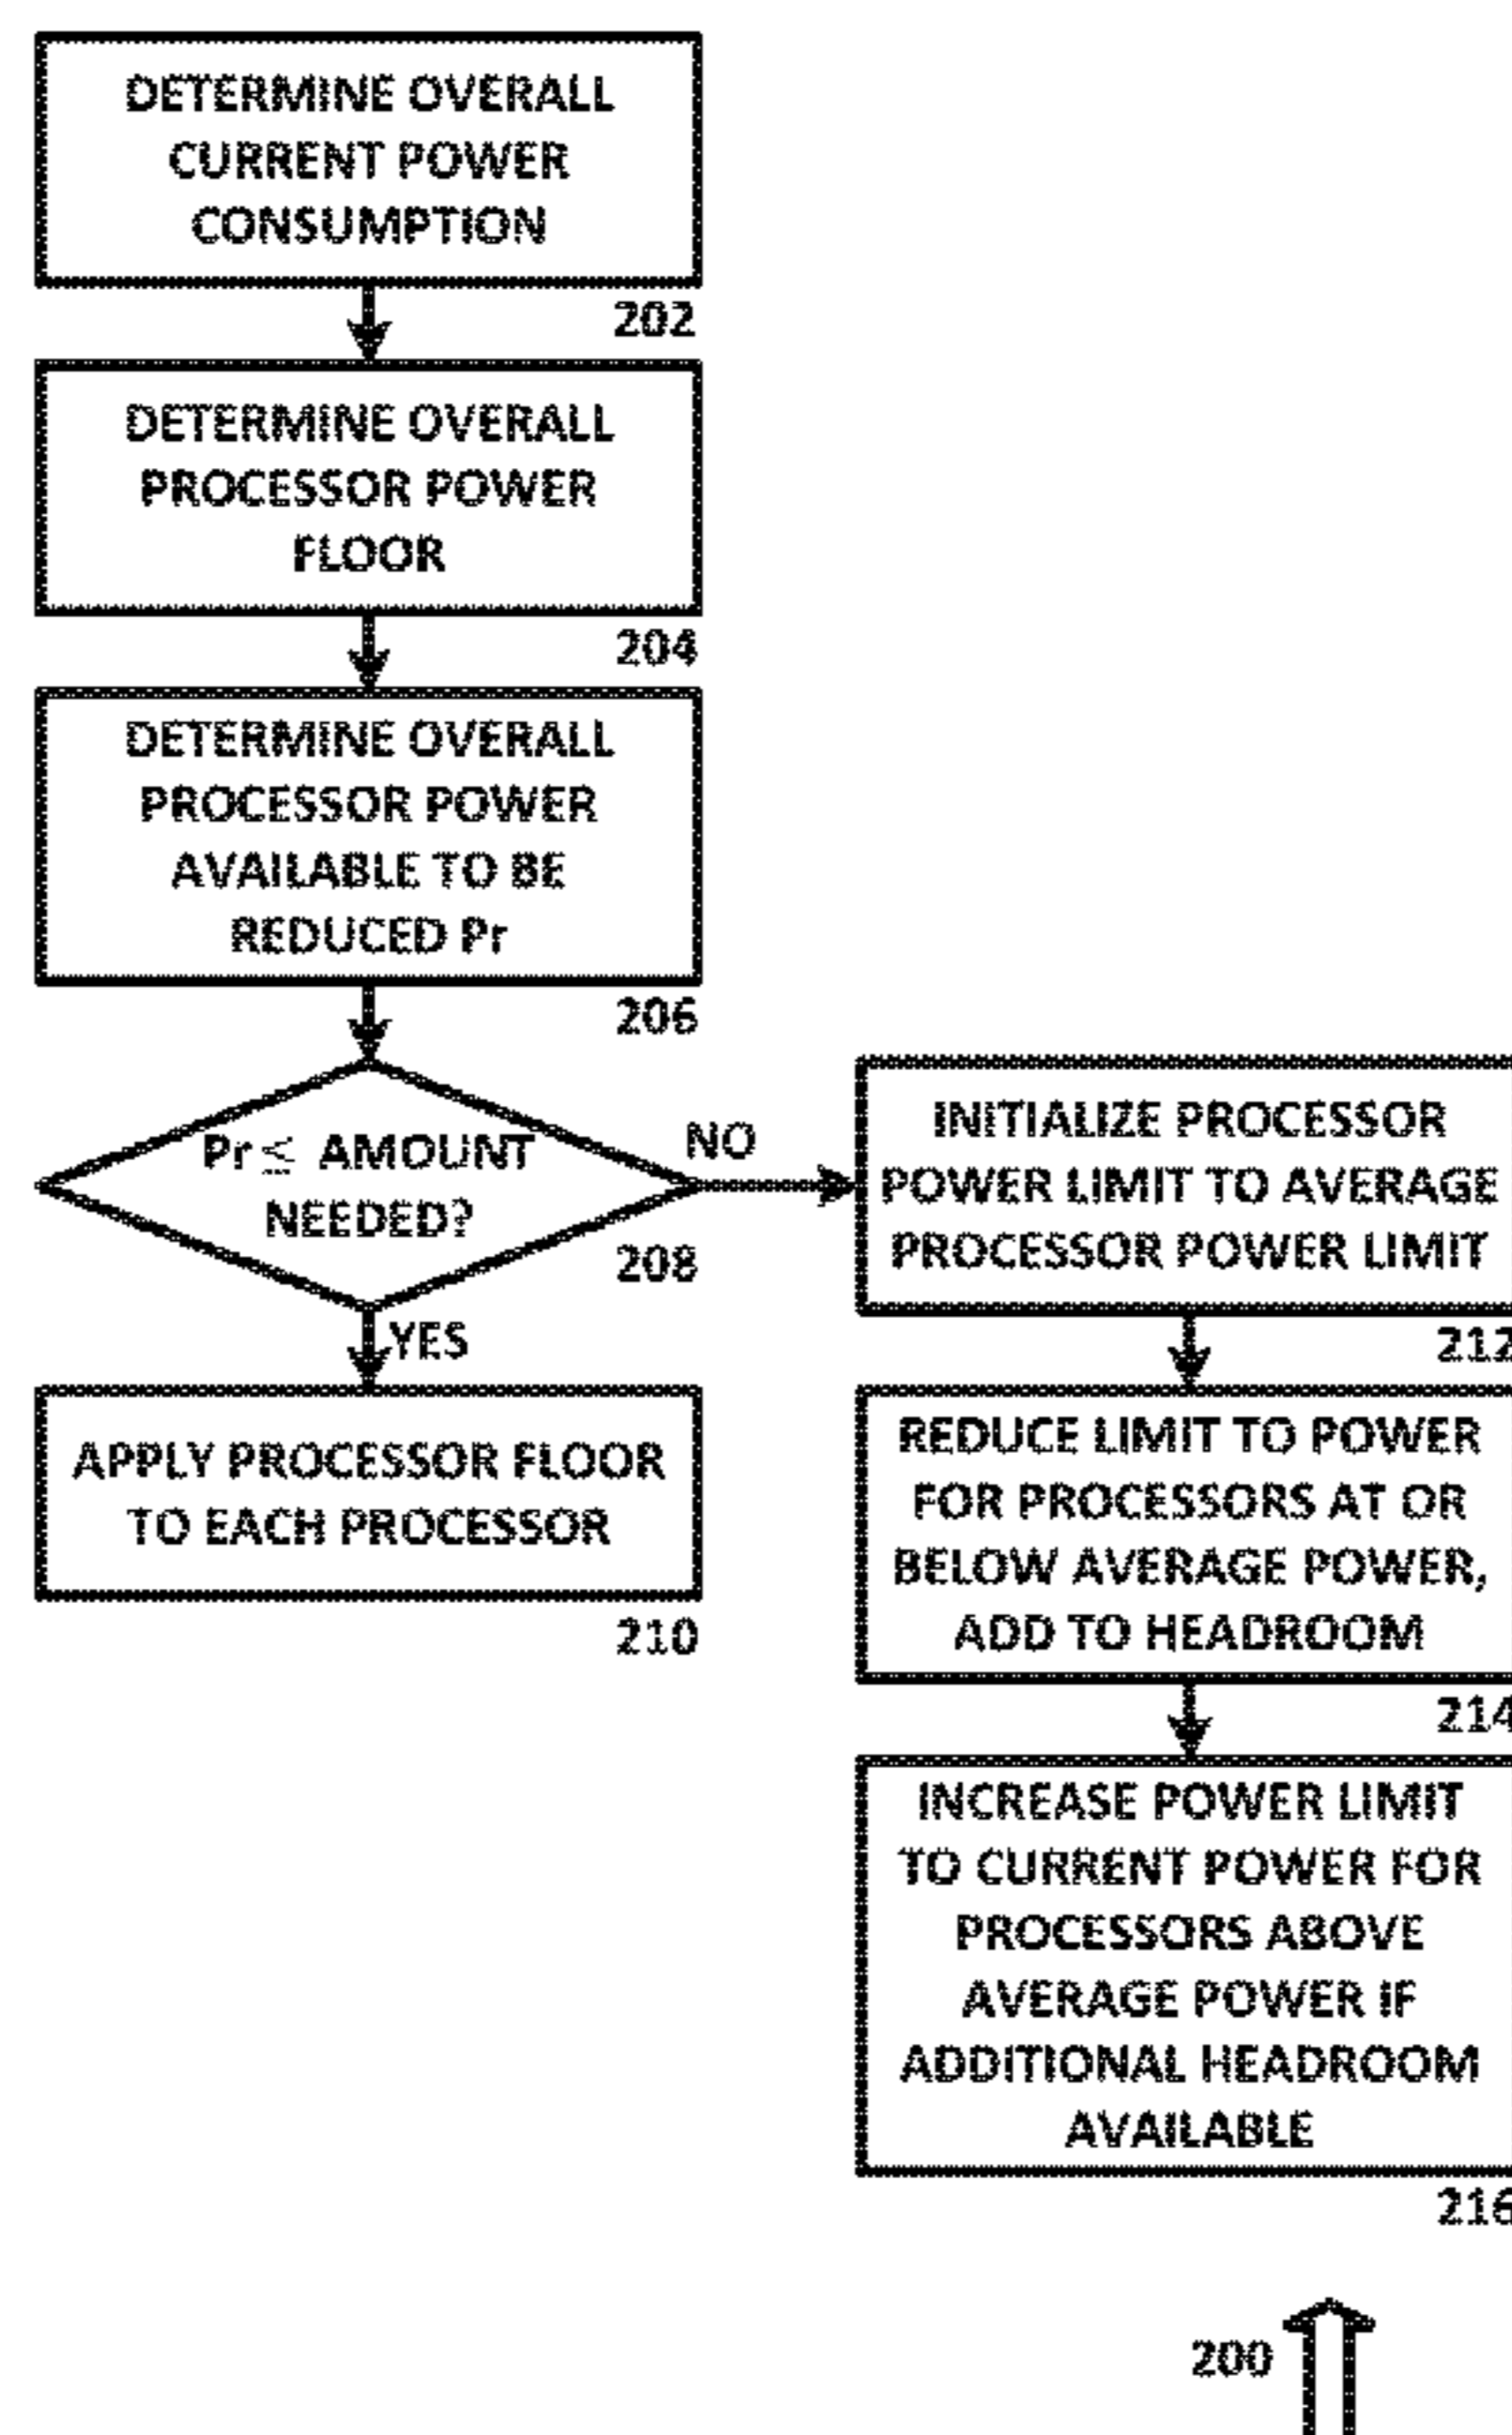 DETERMINE OVERALL
CURRENT POWER
CONSUMPTION
202
DETERMINE OVERALL
PROCESSOR POWER
FLOOR
204
DETERMINE OVERALL
PROCESSOR POWER
AVAILABLE TO BE
REDUCED Pr
206
Pr ≤ AMOUNT
NEEDED?
208
NO
YES
APPLY PROCESSOR FLOOR
TO EACH PROCESSOR
210
INITIALIZE PROCESSOR
POWER LIMIT TO AVERAGE
PROCESSOR POWER LIMIT
212
REDUCE LIMIT TO POWER
FOR PROCESSORS AT OR
BELOW AVERAGE POWER,
ADD TO HEADROOM
214
INCREASE POWER LIMIT
TO CURRENT POWER FOR
PROCESSORS ABOVE
AVERAGE POWER IF
ADDITIONAL HEADROOM
AVAILABLE
216
200